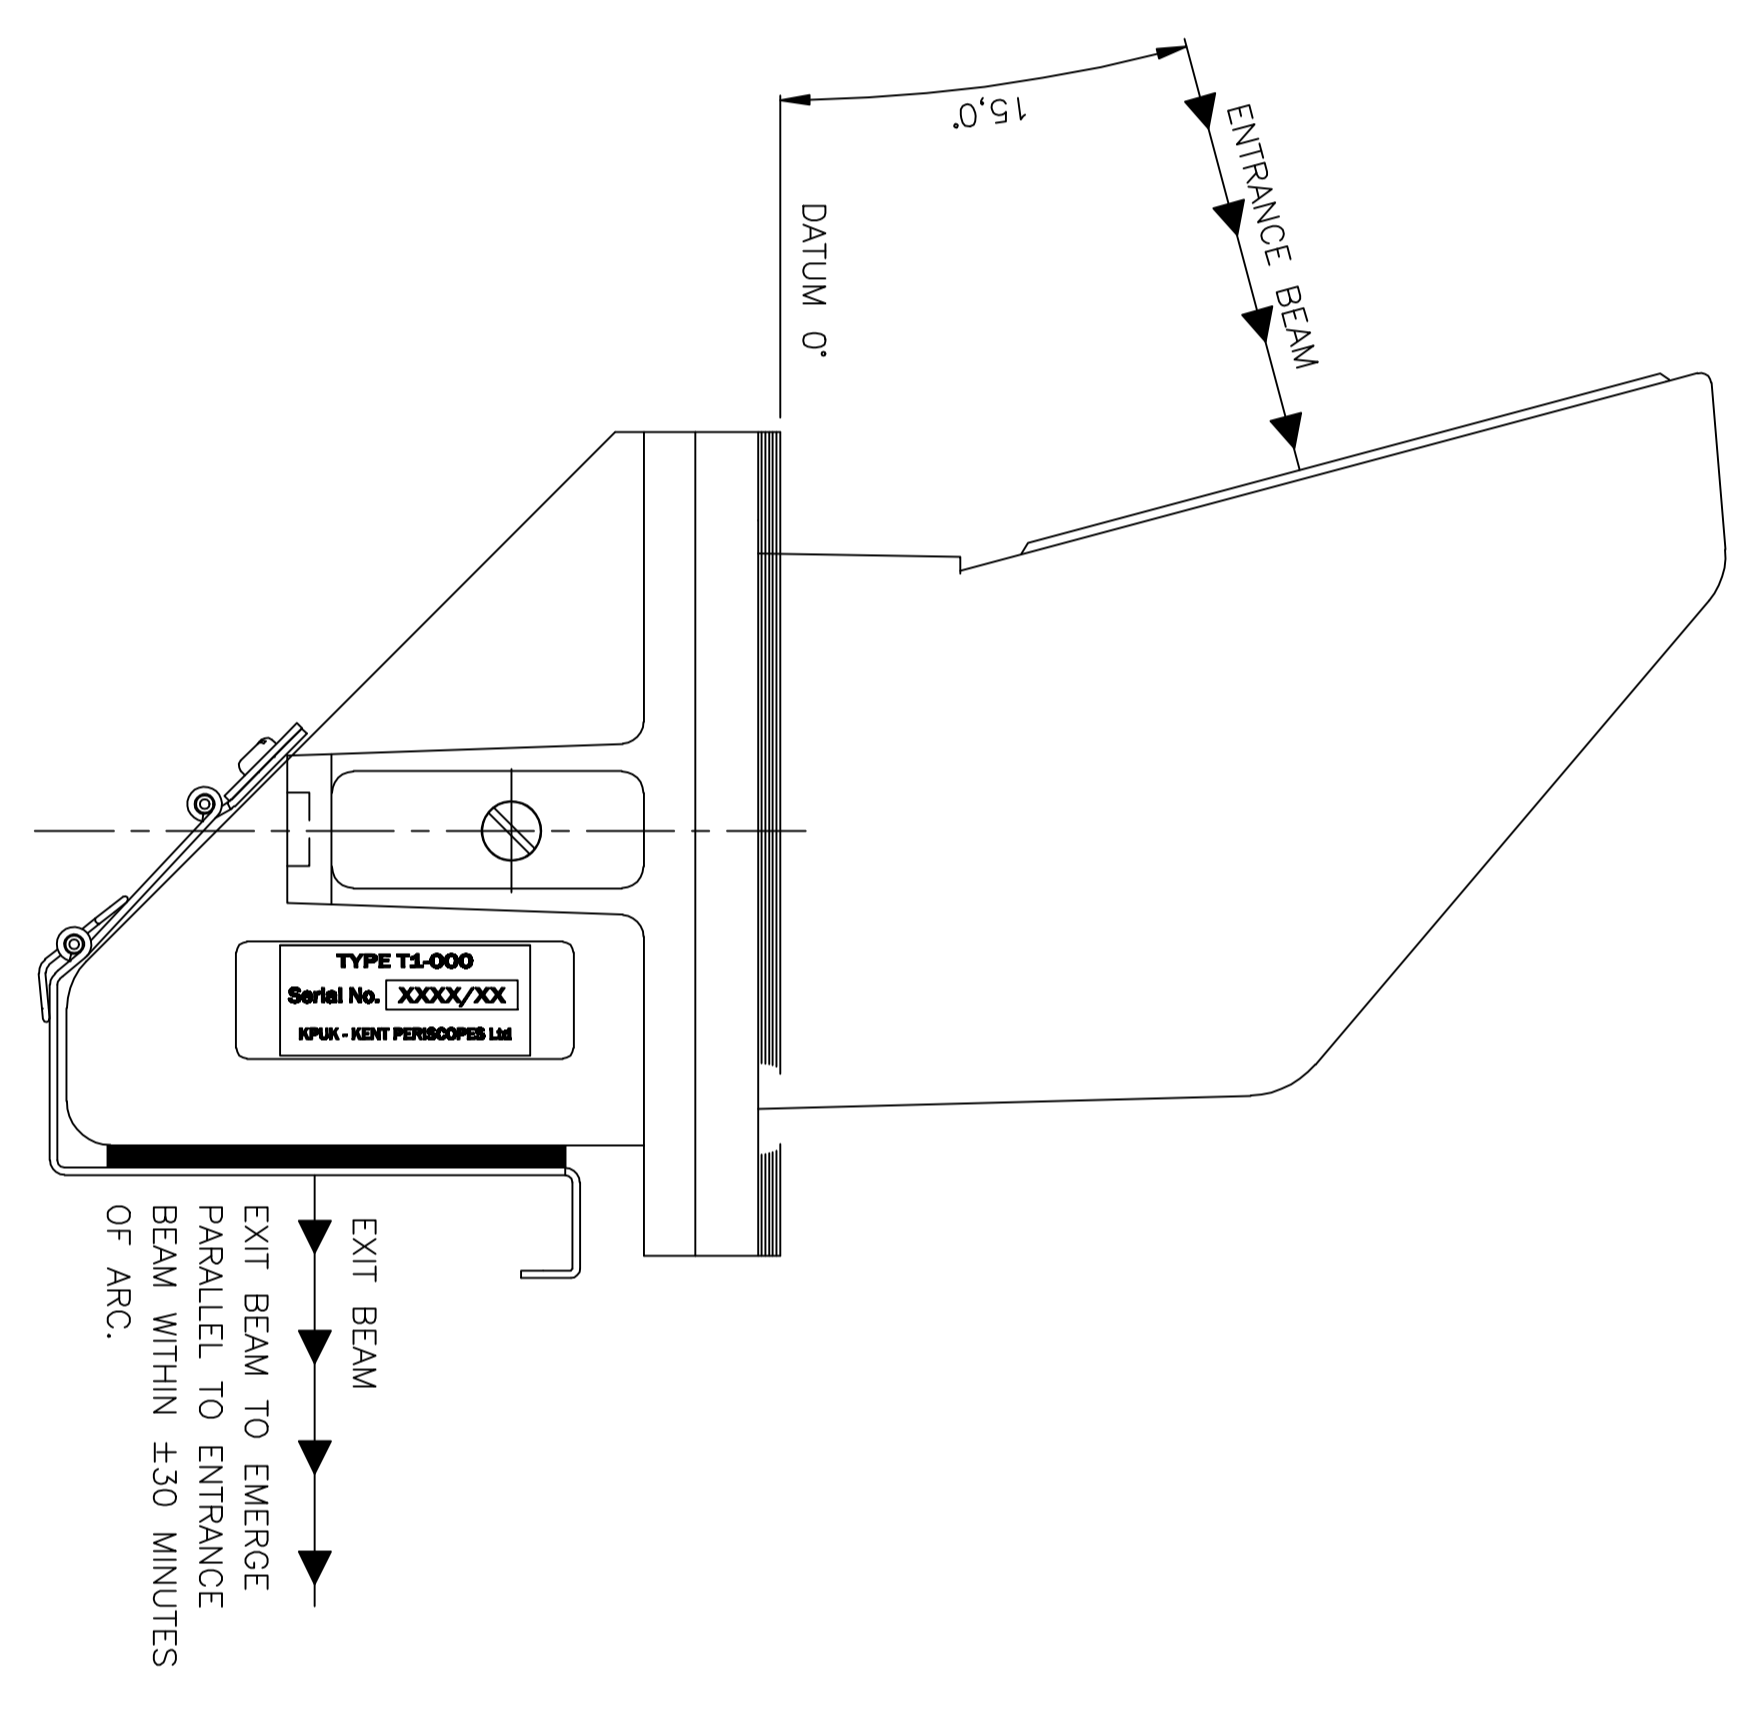 15,0°
ENTRANCE BEAM
DATUM 0°
TYPE T1-000
Serial No. XXXX/XX
KPUK - KENT PERISCOPES Ltd
EXIT BEAM
EXIT BEAM TO EMERGE
PARALLEL TO ENTRANCE
BEAM WITHIN ±30 MINUTES
OF ARC.